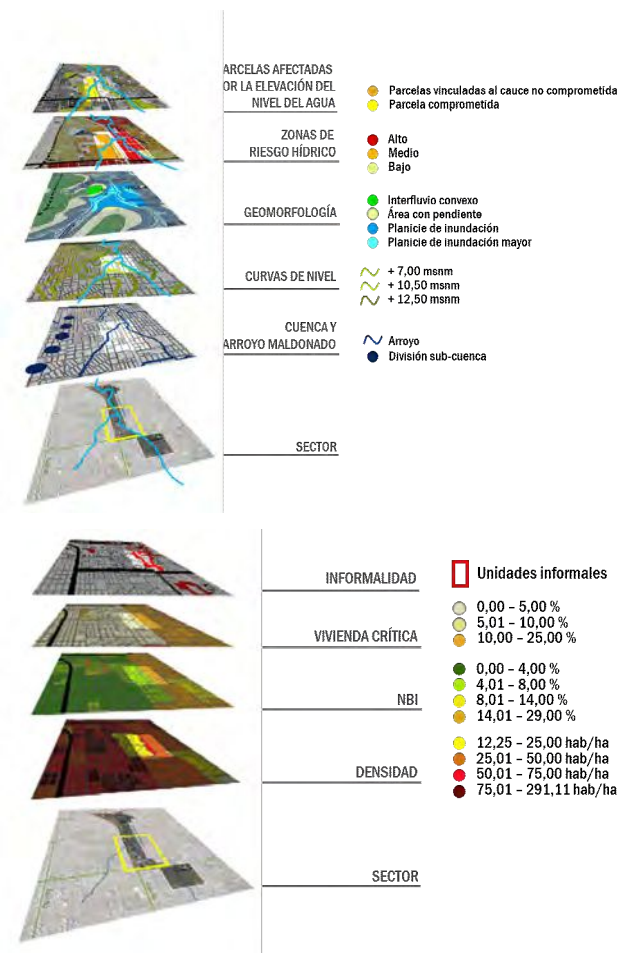 ARCELAS AFECTADAS
OR LA ELEVACIÓN DEL
NIVEL DEL AGUA
Parcelas vinculadas al cauce no comprometida
Parcela comprometida
ZONAS DE
RIESGO HÍDRICO
Alto
Medio
Bajo
GEOMORFOLOGÍA
Interfluvio convexo
Área con pendiente
Planicie de inundación
Planicie de inundación mayor
CURVAS DE NIVEL
+ 7,00 msnm
+ 10,50 msnm
+ 12,50 msnm
CUENCA Y
ARROYO MALDONADO
Arroyo
División sub-cuenca
SECTOR
INFORMALIDAD
Unidades informales
VIVIENDA CRÍTICA
0,00 – 5,00 %
5,01 – 10,00 %
10,00 – 25,00 %
NBI
0,00 – 4,00 %
4,01 – 8,00 %
8,01 – 14,00 %
14,01 – 29,00 %
DENSIDAD
12,25 – 25,00 hab/ha
25,01 – 50,00 hab/ha
50,01 – 75,00 hab/ha
75,01 – 291,11 hab/ha
SECTOR